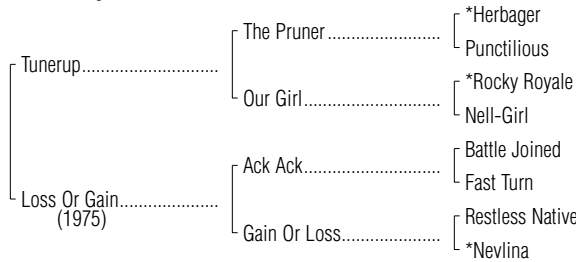 *Herbager
The Pruner
Punctilious
Tunerup
*Rocky Royale
Our Girl
Nell-Girl
Battle Joined
Ack Ack
Fast Turn
Loss Or Gain
(1975)
Restless Native
Gain Or Loss
*Nevlina